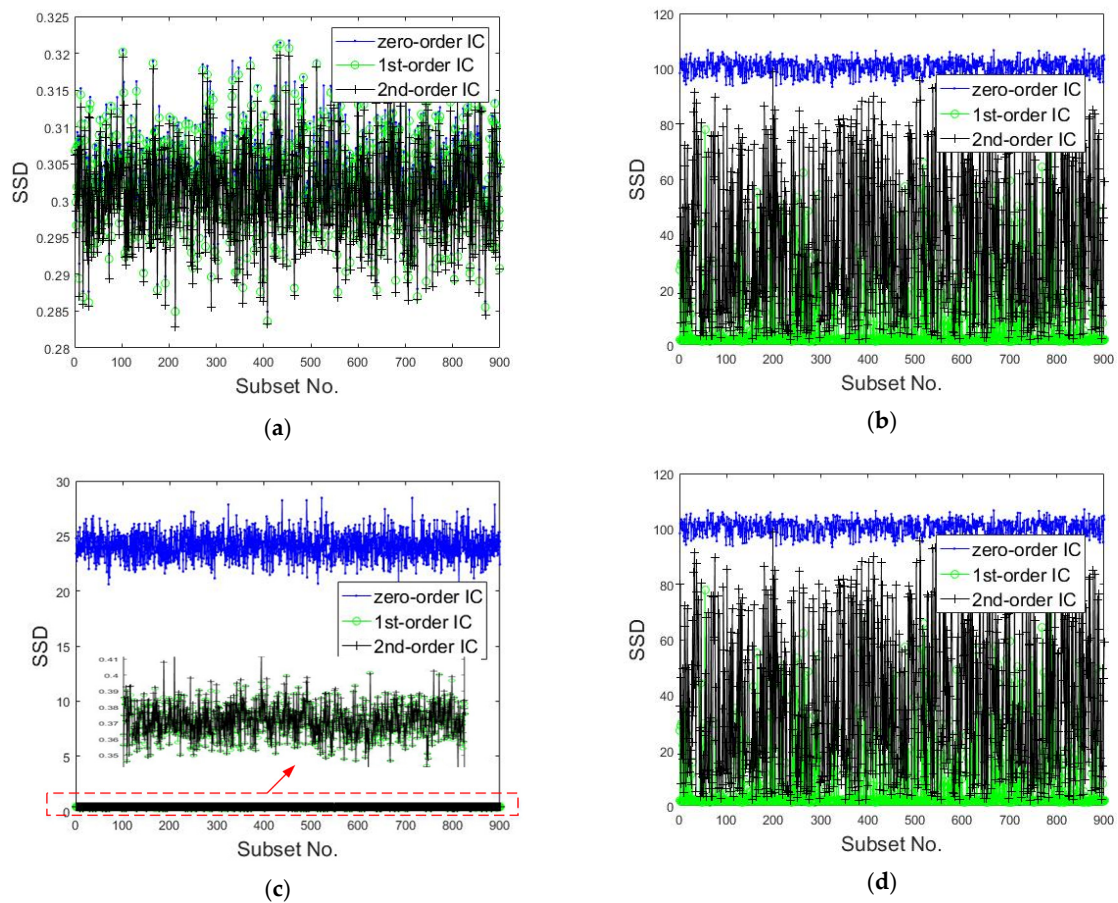 0.325
0.32
0.315
0.31
0.305
0.3
0.295
0.29
0.285
0.28
SSD
zero-order IC
1st-order IC
2nd-order IC
0 100 200 300 400 500 600 700 800 900
Subset No.
(a)
120
100
80
60
40
20
0
SSD
zero-order IC
1st-order IC
2nd-order IC
0 100 200 300 400 500 600 700 800 900
Subset No.
(b)
30
25
20
15
10
5
0
SSD
zero-order IC
1st-order IC
2nd-order IC
0.41
0.4
0.39
0.38
0.37
0.36
0.35
0 100 200 300 400 500 600 700 800 900
Subset No.
(c)
120
100
80
60
40
20
0
SSD
zero-order IC
1st-order IC
2nd-order IC
0 100 200 300 400 500 600 700 800 900
Subset No.
(d)